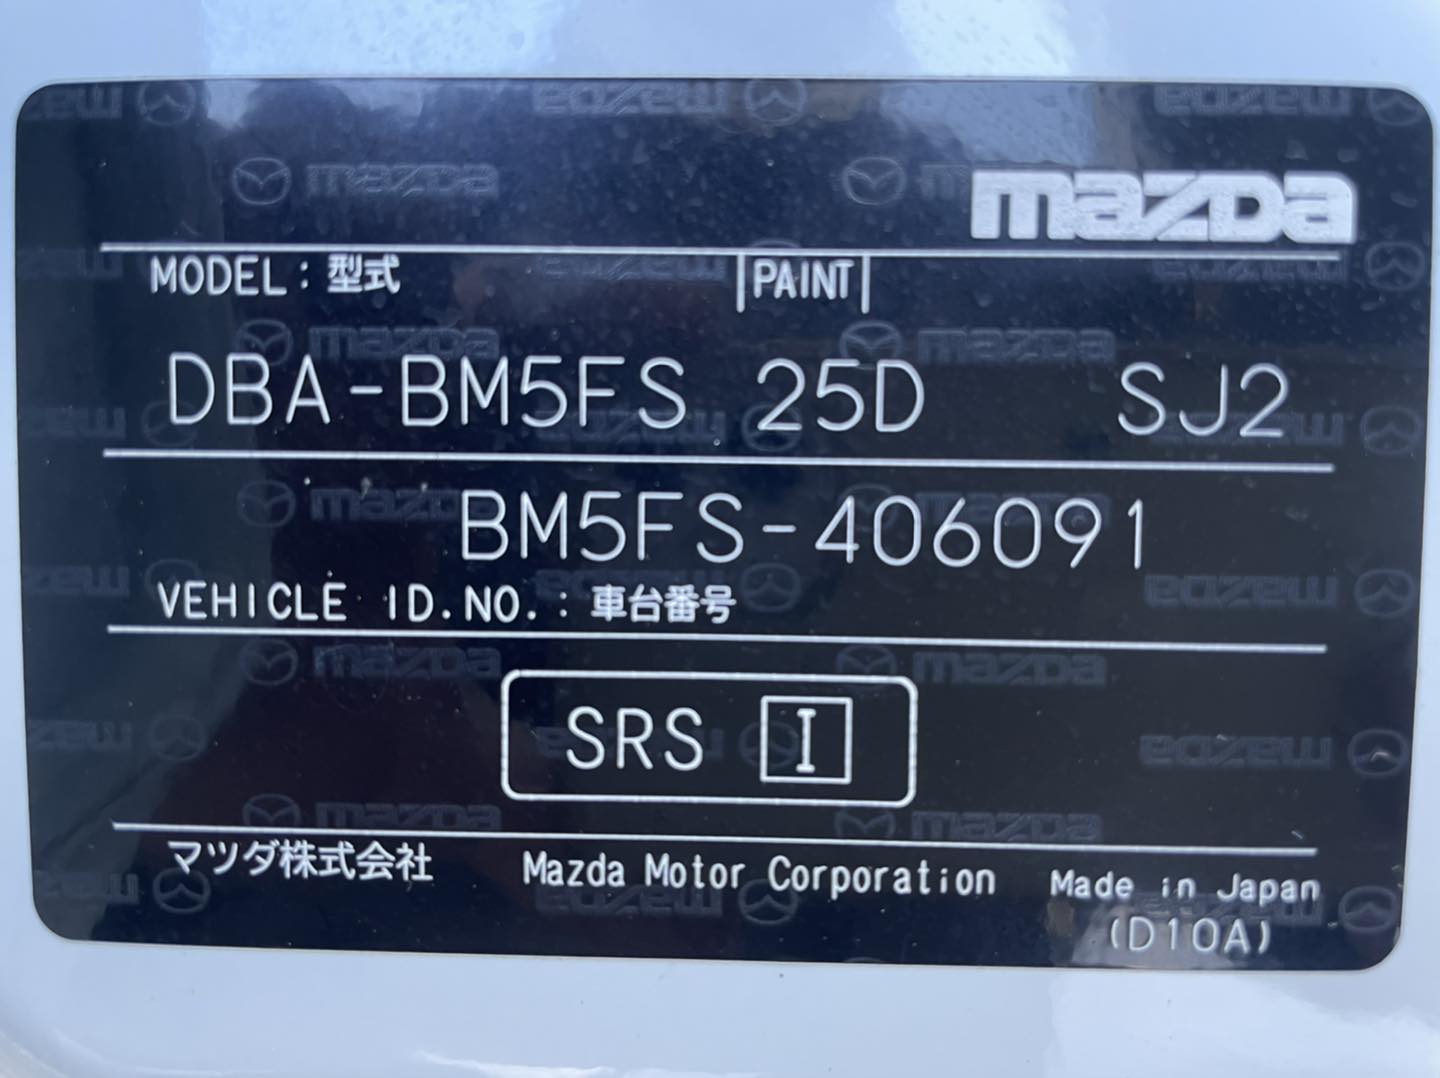 mazda
MODEL : 型式 PAINT
DBA-BM5FS 25D SJ2
BM5FS-406091
VEHICLE ID.NO. : 車台番号
SRS I
マツダ株式会社 Mazda Motor Corporation Made in Japan
(D10A)